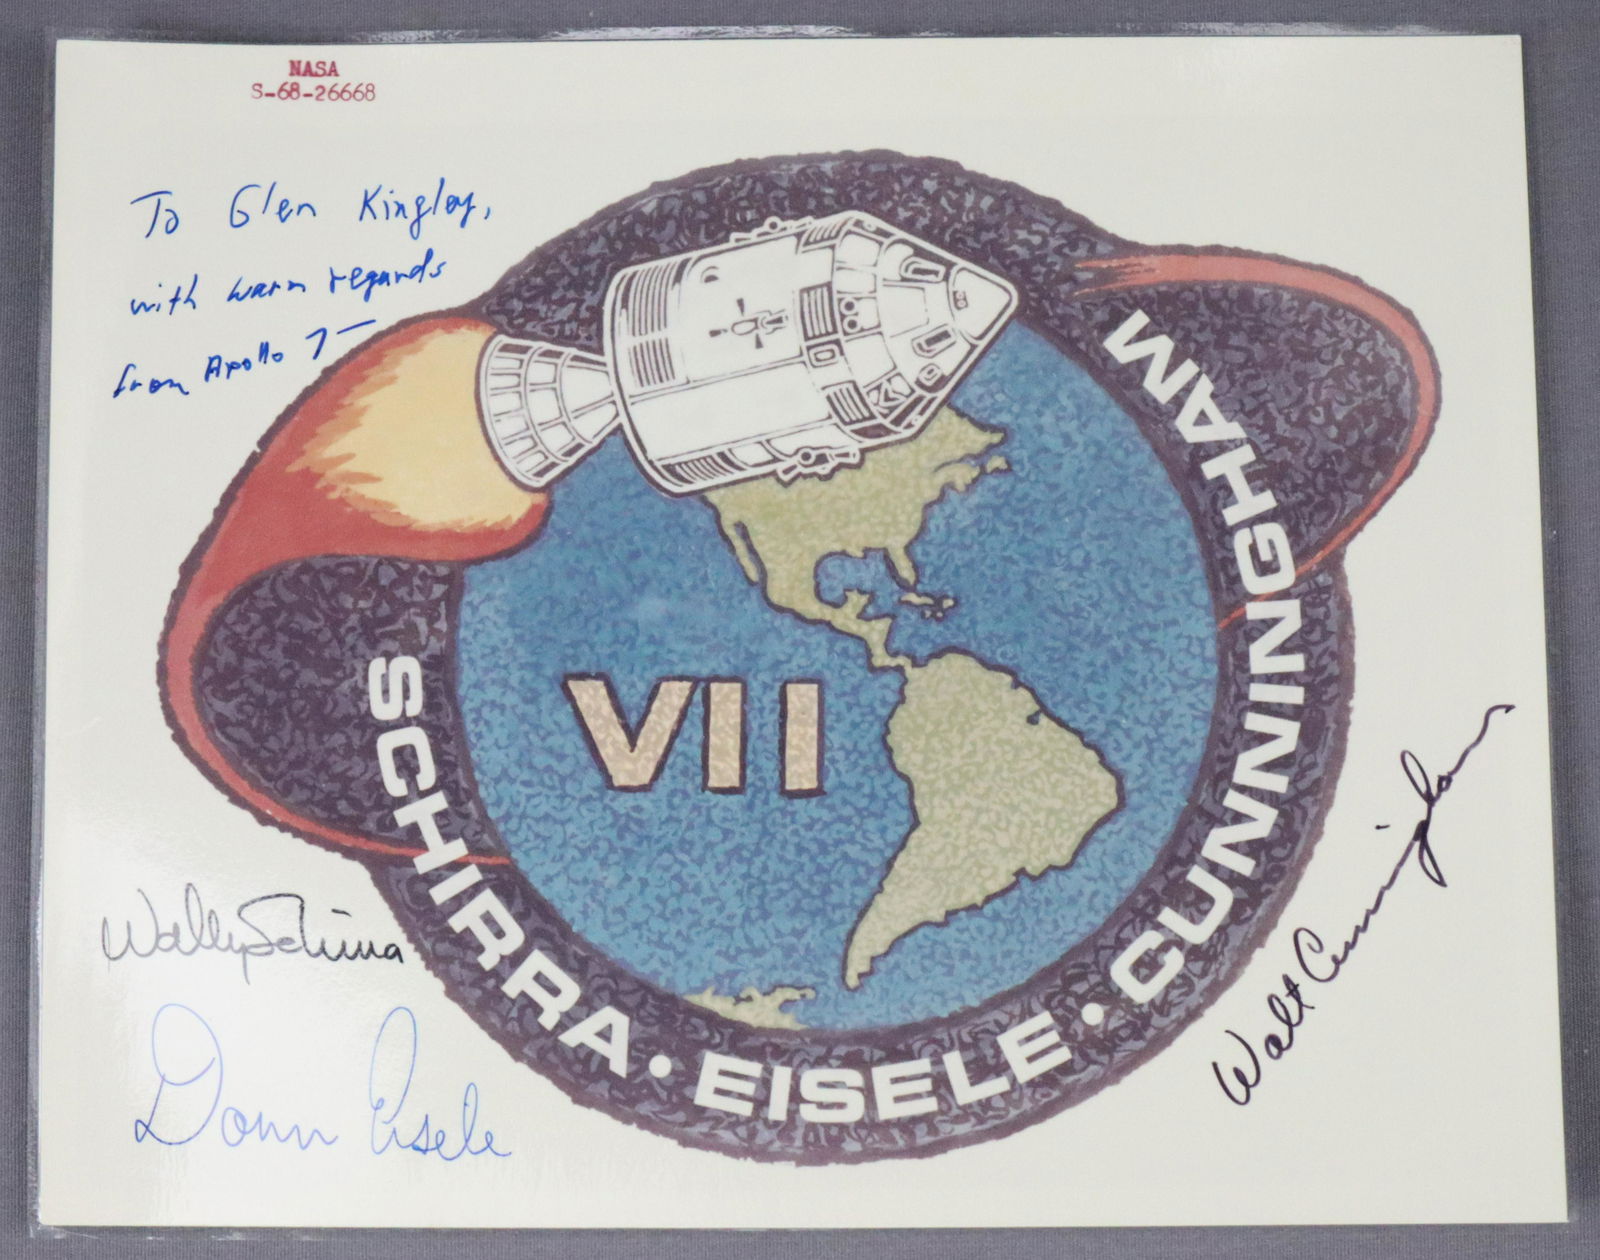 NASA
S-68-26668
To Glen Kingley,
with warm regards
from Apollo 7—
VII
SCHIRRA • EISELE • CUNNINGHAM
Wally Schirra
Donn Eisele
Walt Cunningham